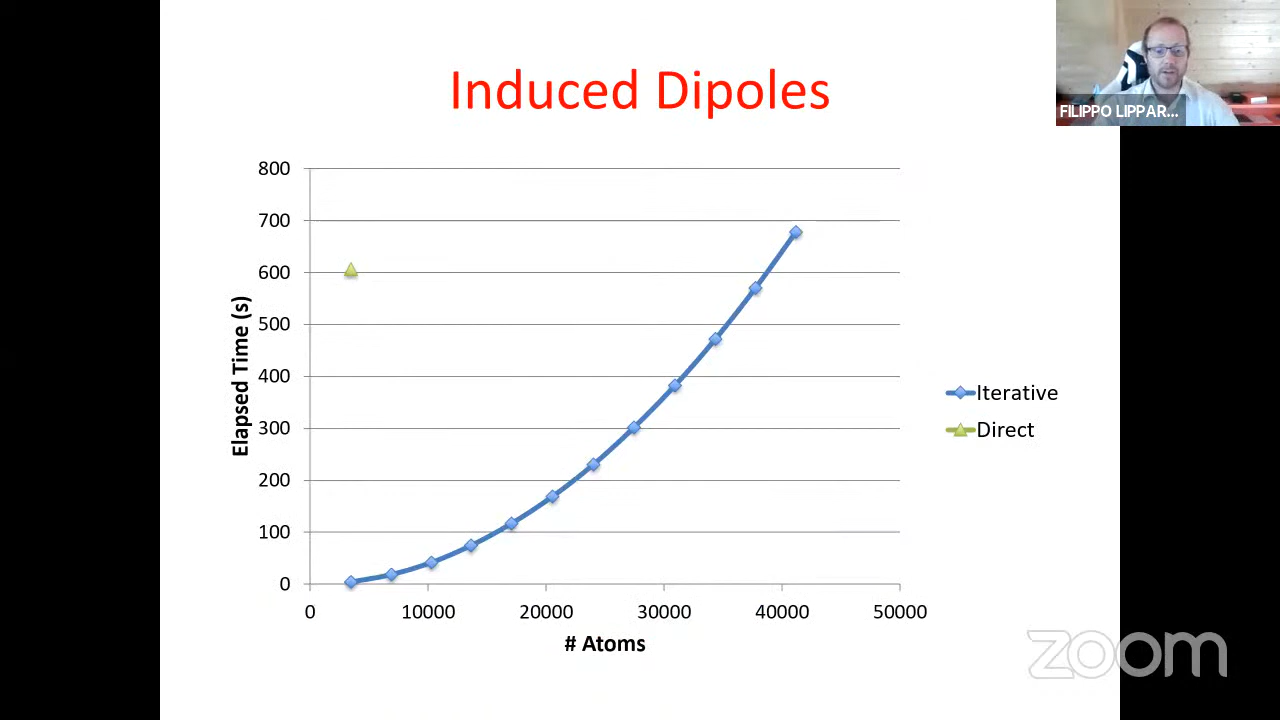 Induced Dipoles
FILIPPO LIPPAR...
800
700
600
500
400
300
200
100
0
Elapsed Time (s)
0 10000 20000 30000 40000 50000
# Atoms
Iterative
Direct
zoom